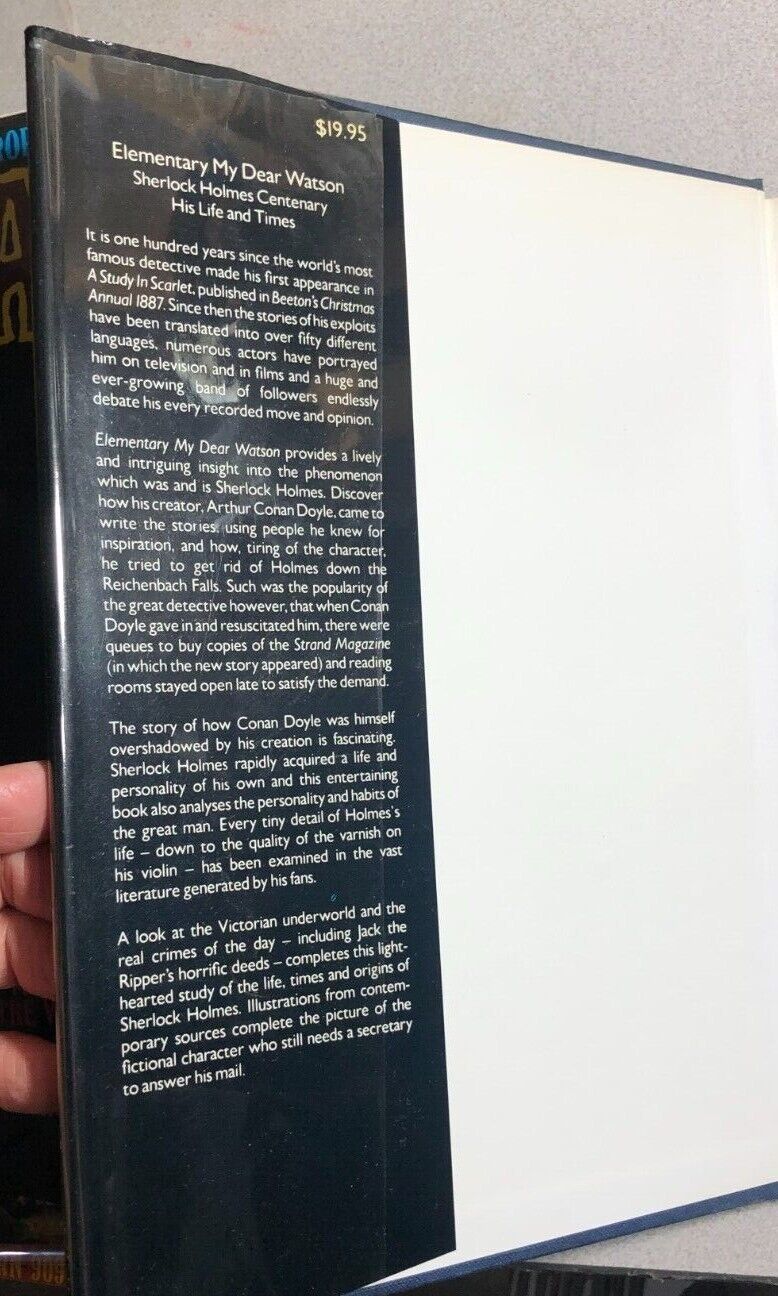 $19.95
Elementary My Dear Watson
Sherlock Holmes Centenary
His Life and Times
It is one hundred years since the world's most
famous detective made his first appearance in
A Study In Scarlet, published in Beeton's Christmas
Annual 1887. Since then the stories of his exploits
have been translated into over fifty different
languages, numerous actors have portrayed
him on television and in films and a huge and
ever-growing band of followers endlessly
debate his every recorded move and opinion.
Elementary My Dear Watson provides a lively
and intriguing insight into the phenomenon
which was and is Sherlock Holmes. Discover
how his creator, Arthur Conan Doyle, came to
write the stories, using people he knew for
inspiration, and how, tiring of the character,
he tried to get rid of Holmes down the
Reichenbach Falls. Such was the popularity of
the great detective however, that when Conan
Doyle gave in and resuscitated him, there were
queues to buy copies of the Strand Magazine
(in which the new story appeared) and reading
rooms stayed open late to satisfy the demand.
The story of how Conan Doyle was himself
overshadowed by his creation is fascinating.
Sherlock Holmes rapidly acquired a life and
personality of his own and this entertaining
book also analyses the personality and habits of
the great man. Every tiny detail of Holmes's
life – down to the quality of the varnish on
his violin – has been examined in the vast
literature generated by his fans.
A look at the Victorian underworld and the
real crimes of the day – including Jack the
Ripper's horrific deeds – completes this light-
hearted study of the life, times and origins of
Sherlock Holmes. Illustrations from contem-
porary sources complete the picture of the
fictional character who still needs a secretary
to answer his mail.